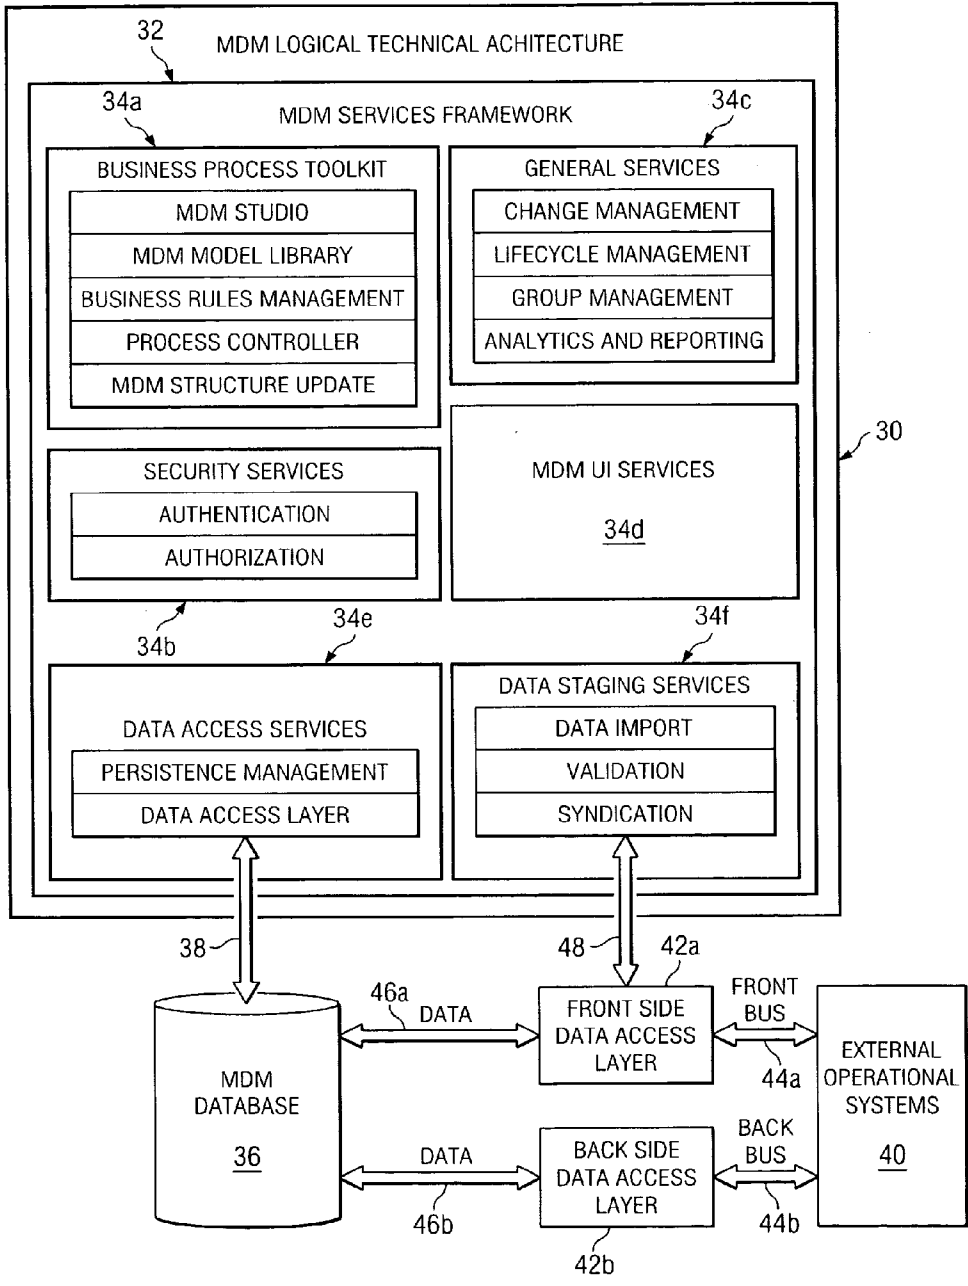 MDM LOGICAL TECHNICAL ACHITECTURE
32
MDM SERVICES FRAMEWORK
34a
BUSINESS PROCESS TOOLKIT
MDM STUDIO
MDM MODEL LIBRARY
BUSINESS RULES MANAGEMENT
PROCESS CONTROLLER
MDM STRUCTURE UPDATE
34c
GENERAL SERVICES
CHANGE MANAGEMENT
LIFECYCLE MANAGEMENT
GROUP MANAGEMENT
ANALYTICS AND REPORTING
30
SECURITY SERVICES
AUTHENTICATION
AUTHORIZATION
34b
MDM UI SERVICES
34d
34e
DATA ACCESS SERVICES
PERSISTENCE MANAGEMENT
DATA ACCESS LAYER
34f
DATA STAGING SERVICES
DATA IMPORT
VALIDATION
SYNDICATION
38
48
MDM
DATABASE
36
46a
DATA
42a
FRONT SIDE
DATA ACCESS
LAYER
FRONT
BUS
44a
EXTERNAL
OPERATIONAL
SYSTEMS
40
DATA
46b
BACK SIDE
DATA ACCESS
LAYER
42b
BACK
BUS
44b